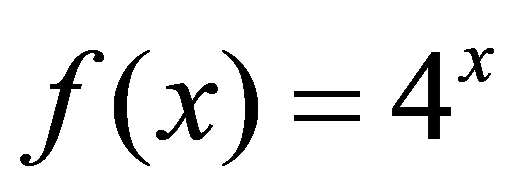 f(x) = 4^x